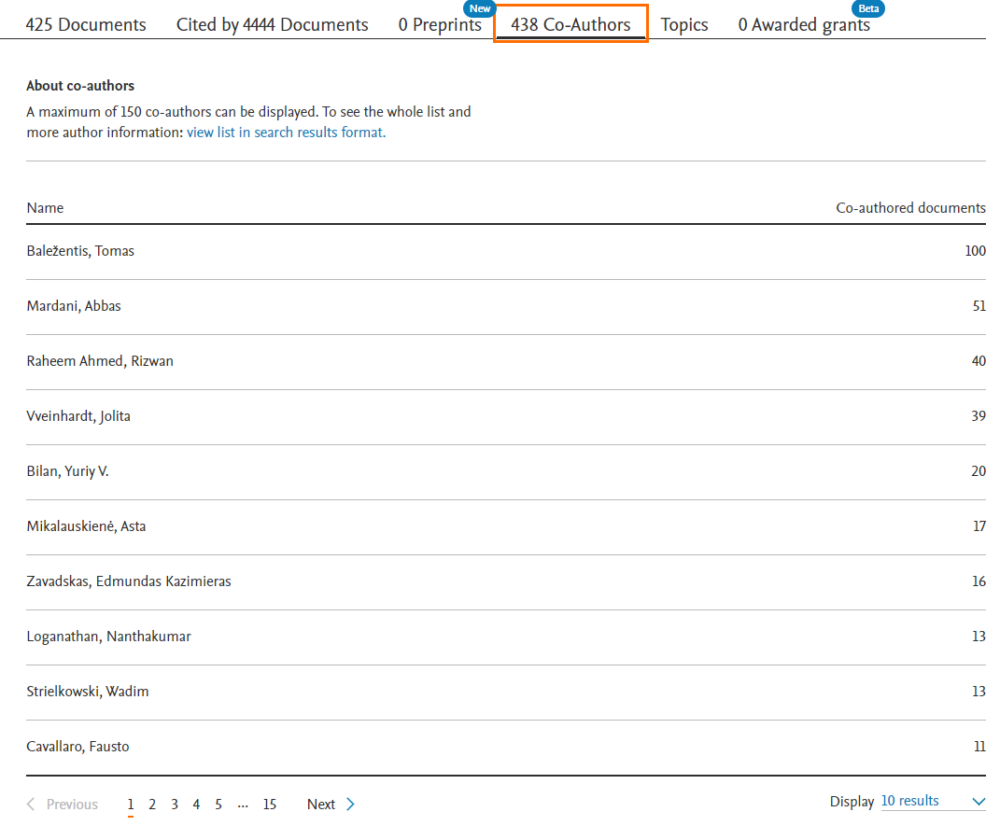 New
Beta
425 Documents Cited by 4444 Documents 0 Preprints 438 Co-Authors Topics 0 Awarded grants
About co-authors
A maximum of 150 co-authors can be displayed. To see the whole list and
more author information: view list in search results format.
Name Co-authored documents
Baležentis, Tomas 100
Mardani, Abbas 51
Raheem Ahmed, Rizwan 40
Vveinhardt, Jolita 39
Bilan, Yuriy V. 20
Mikalauskienė, Asta 17
Zavadskas, Edmundas Kazimieras 16
Loganathan, Nanthakumar 13
Strielkowski, Wadim 13
Cavallaro, Fausto 11
Previous 1 2 3 4 5 ... 15 Next Display 10 results